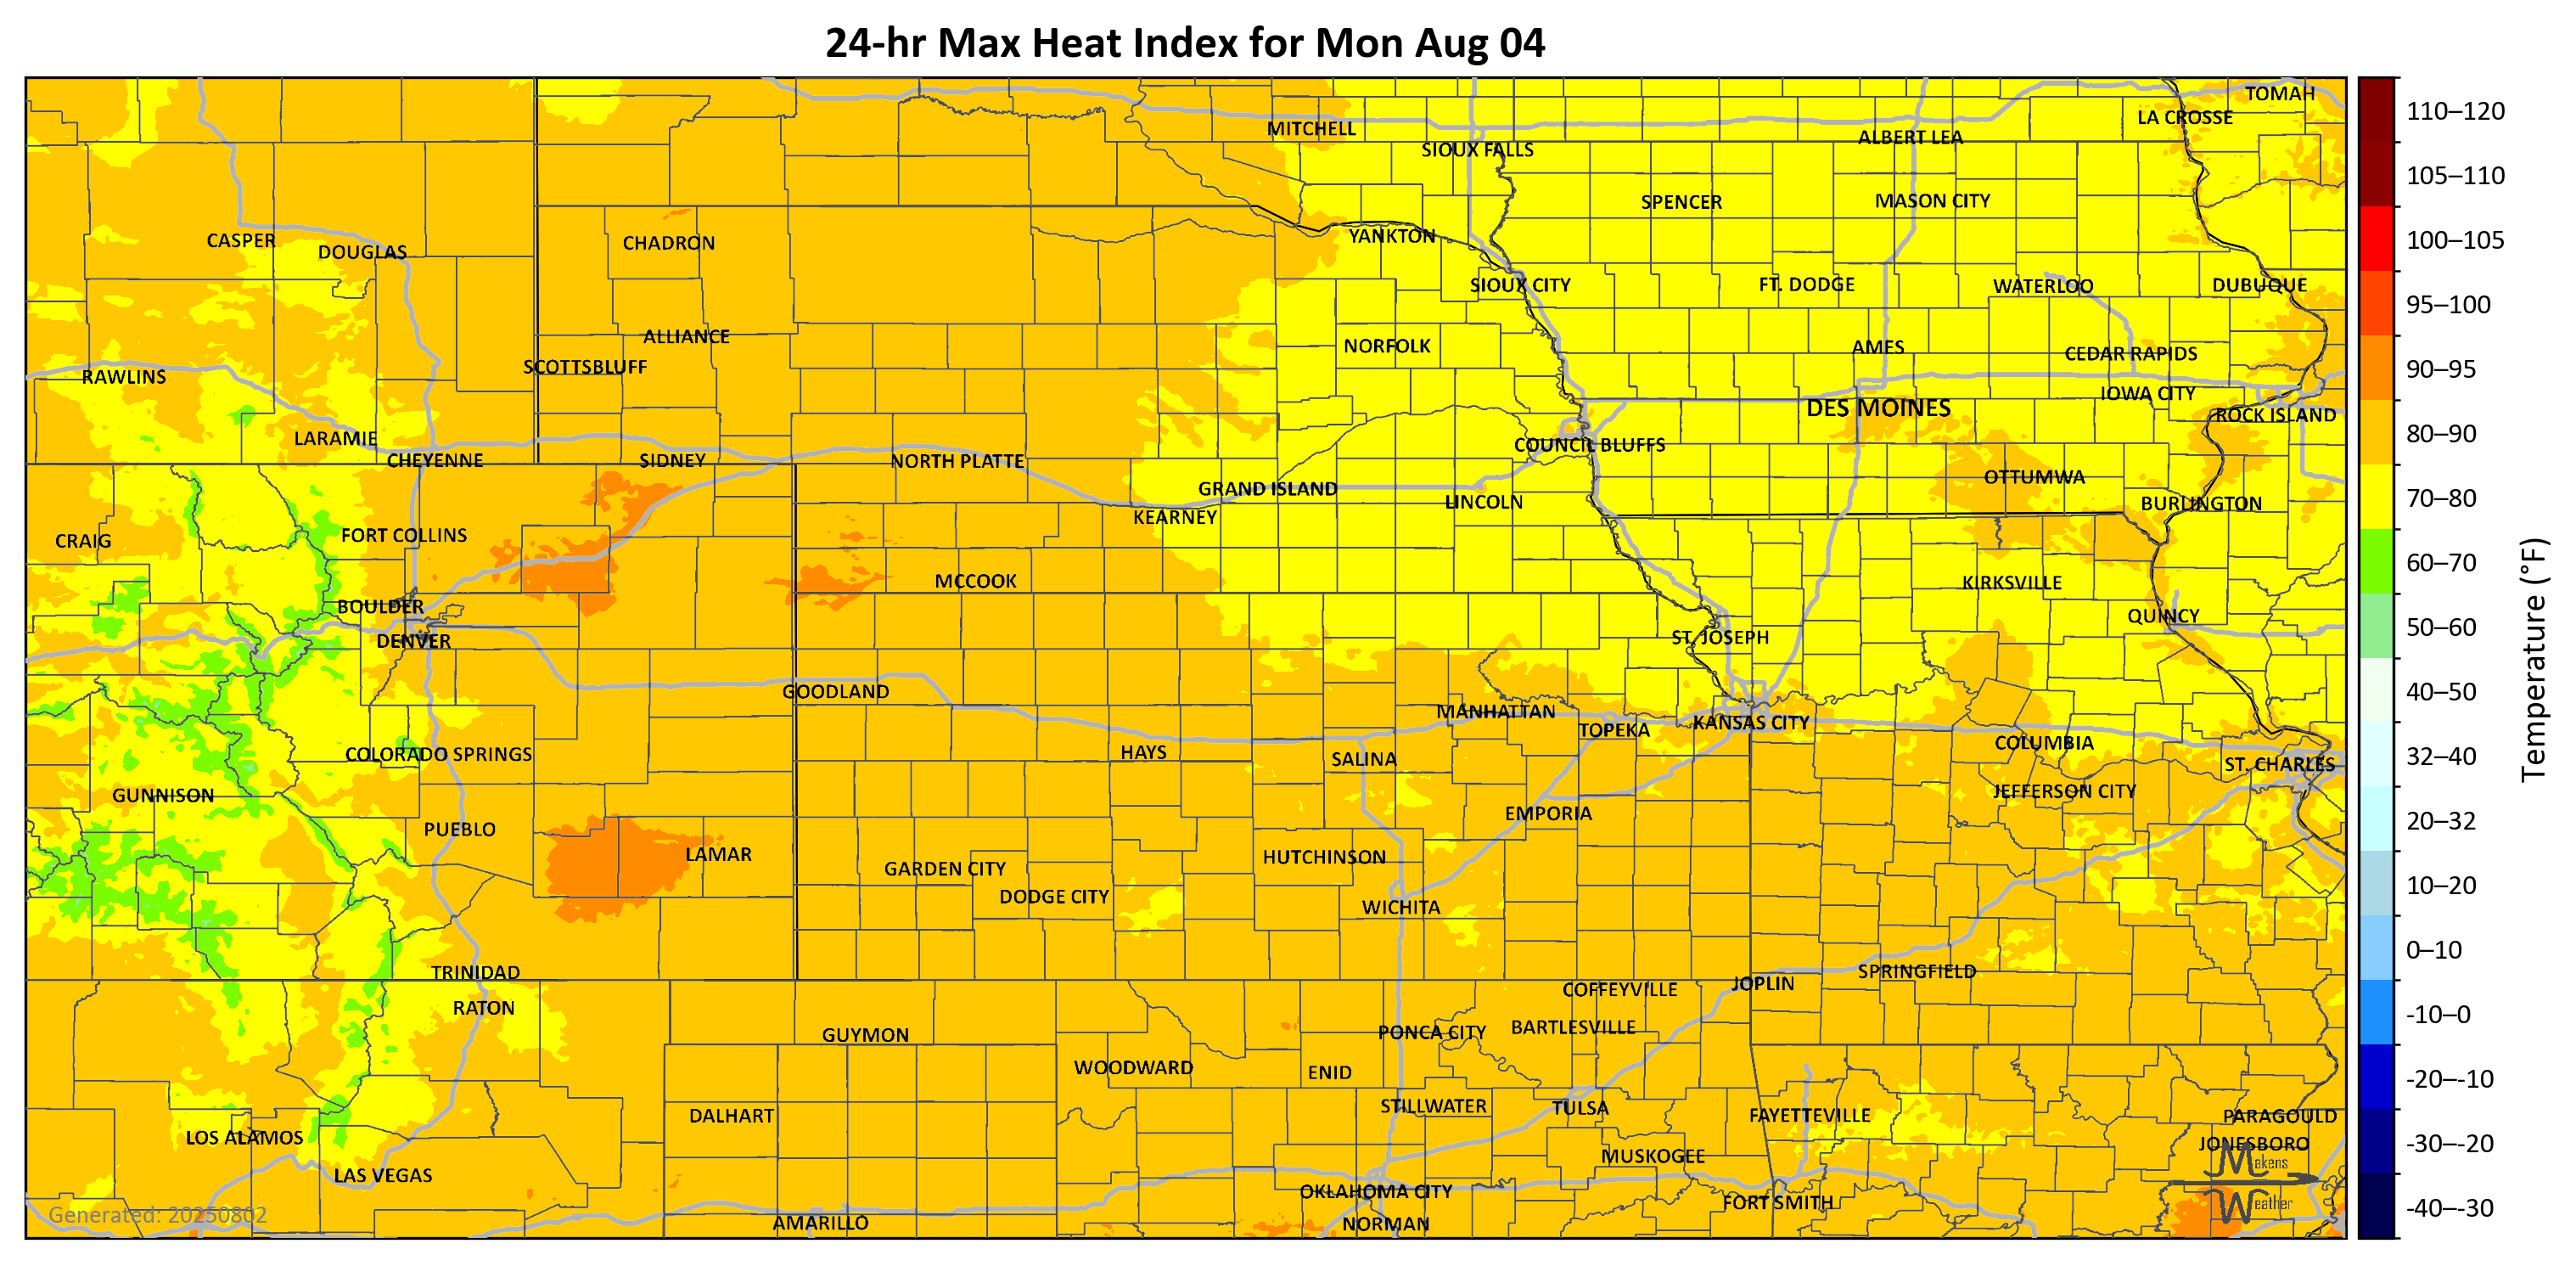 24-hr Max Heat Index for Mon Aug 04
TOMAH
LA CROSSE
MITCHELL
ALBERT LEA
SIOUX FALLS
SPENCER
MASON CITY
CASPER
DOUGLAS
CHADRON
YANKTON
SIOUX CITY
FT. DODGE
WATERLOO
DUBUQUE
ALLIANCE
NORFOLK
AMES
CEDAR RAPIDS
RAWLINS
SCOTTSBLUFF
IOWA CITY
DES MOINES
ROCK ISLAND
LARAMIE
COUNCIL BLUFFS
CHEYENNE
SIDNEY
NORTH PLATTE
OTTUMWA
GRAND ISLAND
LINCOLN
BURLINGTON
KEARNEY
CRAIG
FORT COLLINS
MCCOOK
KIRKSVILLE
BOULDER
QUINCY
DENVER
ST. JOSEPH
GOODLAND
MANHATTAN
TOPEKA
KANSAS CITY
COLUMBIA
COLORADO SPRINGS
HAYS
SALINA
ST. CHARLES
GUNNISON
JEFFERSON CITY
EMPORIA
PUEBLO
LAMAR
HUTCHINSON
GARDEN CITY
DODGE CITY
WICHITA
TRINIDAD
SPRINGFIELD
JOPLIN
COFFEYVILLE
RATON
GUYMON
PONCA CITY
BARTLESVILLE
WOODWARD
ENID
DALHART
STILLWATER
TULSA
FAYETTEVILLE
PARAGOULD
LOS ALAMOS
JONESBORO
MUSKOGEE
LAS VEGAS
OKLAHOMA CITY
FORT SMITH
AMARILLO
NORMAN
Generated: 20250802
Makens
Weather
110–120
105–110
100–105
95–100
90–95
80–90
70–80
60–70
50–60
40–50
32–40
20–32
10–20
0–10
-10–0
-20–-10
-30–-20
-40–-30
Temperature (°F)